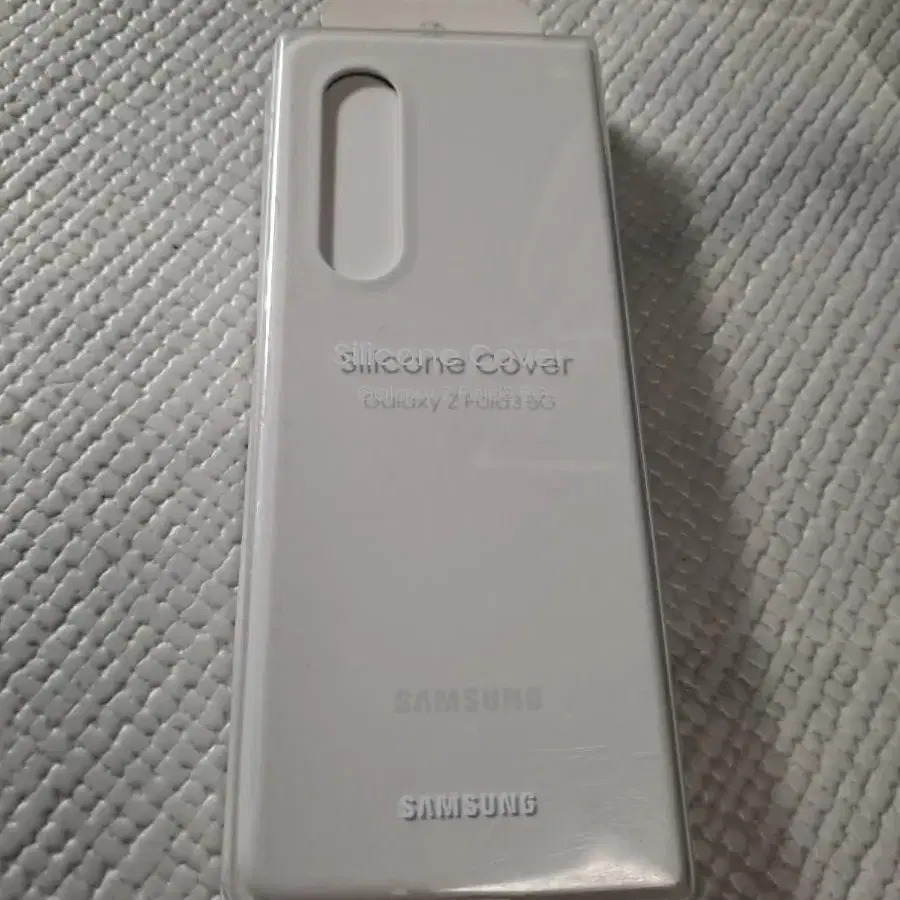 Silicone Cover
Galaxy Z Fold3 5G
SAMSUNG
SAMSUNG